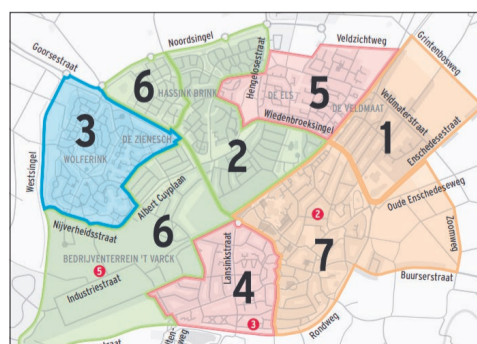 Goorsestraat
Noordsingel
Veldzichtweg
Grintenbosweg
6
HASSINK BRINK
Hengelosestraat
DE ELS
5
DE VELDMAAT
Veldmaterstraat
1
Enschedesestraat
3
WOLFERINK
DE ZIENESCH
Wiedenbroeksingel
2
Westsingel
Albert Cuyplaan
6
Nijverheidsstraat
BEDRIJVENTERREIN 'T VARCK
5
Industriestraat
Lansinkstraat
4
3
2
7
Oude Enschedeseweg
Zoomweg
Buurserstraat
Rondweg